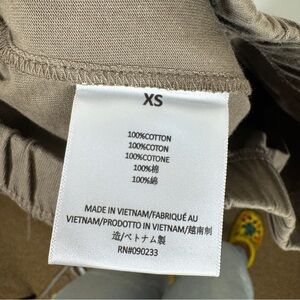 XS
100%COTTON
100%COTON
100%COTONE
100%棉
100%綿
MADE IN VIETNAM/FABRIQUÉ AU
VIETNAM/PRODOTTO IN VIETNAM/越南制
造/ベトナム製
RN#090233